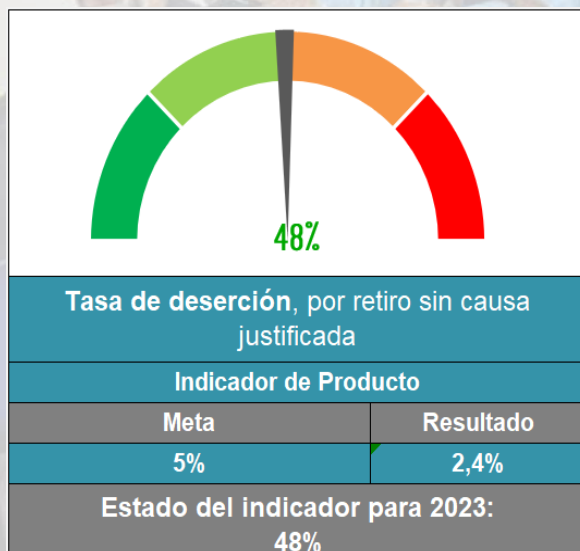 48%
Tasa de deserción, por retiro sin causa
justificada
Indicador de Producto
Meta Resultado
5% 2,4%
Estado del indicador para 2023:
48%